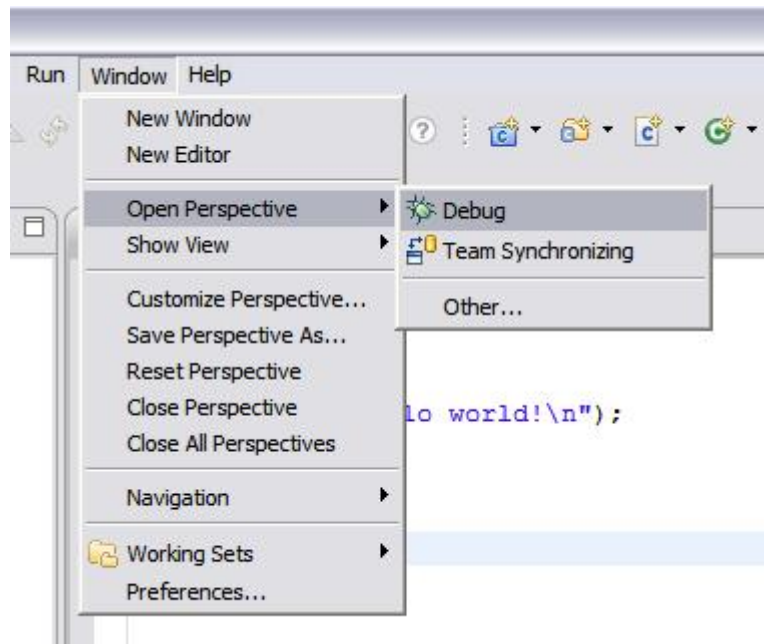 Run Window Help
New Window
New Editor
Open Perspective
Show View
Customize Perspective...
Save Perspective As...
Reset Perspective
Close Perspective
Close All Perspectives
Navigation
Working Sets
Preferences...
Debug
Team Synchronizing
Other...
lo world!\n");